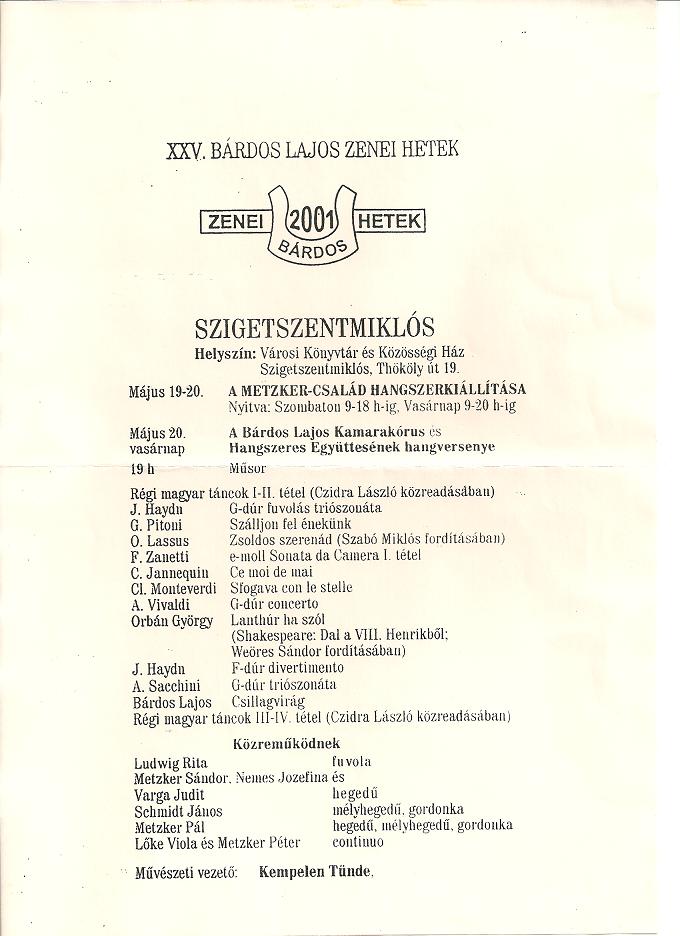 XXV. BÁRDOS LAJOS ZENEI HETEK
ZENEI 2001 HETEK
BÁRDOS
SZIGETSZENTMIKLÓS
Helyszín: Városi Könyvtár és Közösségi Ház
Szigetszentmiklós, Thököly út 19.
Május 19-20. A METZKER-CSALÁD HANGSZERKIÁLLÍTÁSA
Nyitva: Szombaton 9-18 h-ig, Vasárnap 9-20 h-ig
Május 20. A Bárdos Lajos Kamarakórus és
vasárnap Hangszeres Együttesének hangversenye
19 h Műsor
Régi magyar táncok I-II. tétel (Czidra László közreadásában)
J. Haydn G-dúr fuvolás triószonáta
G. Pitoni Szálljon fel énekünk
O. Lassus Zsoldos szerenád (Szabó Miklós fordításában)
F. Zanetti e-moll Sonata da Camera I. tétel
C. Jannequin Ce moi de mai
Cl. Monteverdi Sfogava con le stelle
A. Vivaldi G-dúr concerto
Orbán György Lanthúr ha szól
(Shakespeare: Dal a VIII. Henrikből;
Weöres Sándor fordításában)
J. Haydn F-dúr divertimento
A. Sacchini G-dúr triószonáta
Bárdos Lajos Csillagvirág
Régi magyar táncok III-IV. tétel (Czidra László közreadásában)
Közreműködnek
Ludwig Rita fuvola
Metzker Sándor, Nemes Jozefina és
Varga Judit hegedű
Schmidt János mélyhegedű, gordonka
Metzker Pál hegedű, mélyhegedű, gordonka
Lőke Viola és Metzker Péter continuo
Művészeti vezető: Kempelen Tünde.